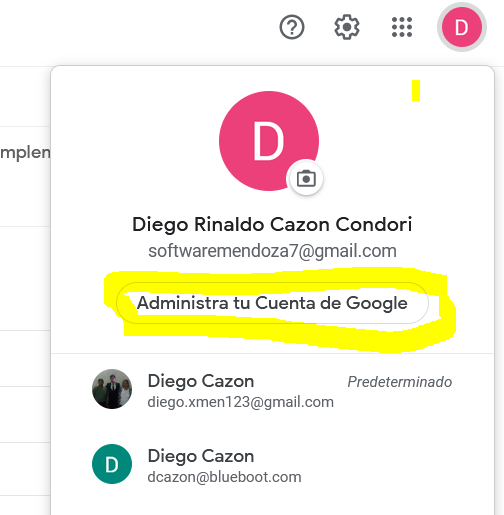 D
mplen
D
Diego Rinaldo Cazon Condori
softwaremendoza7@gmail.com
Administra tu Cuenta de Google
Diego Cazon
Predeterminado
diego.xmen123@gmail.com
D
Diego Cazon
dcazon@blueboot.com